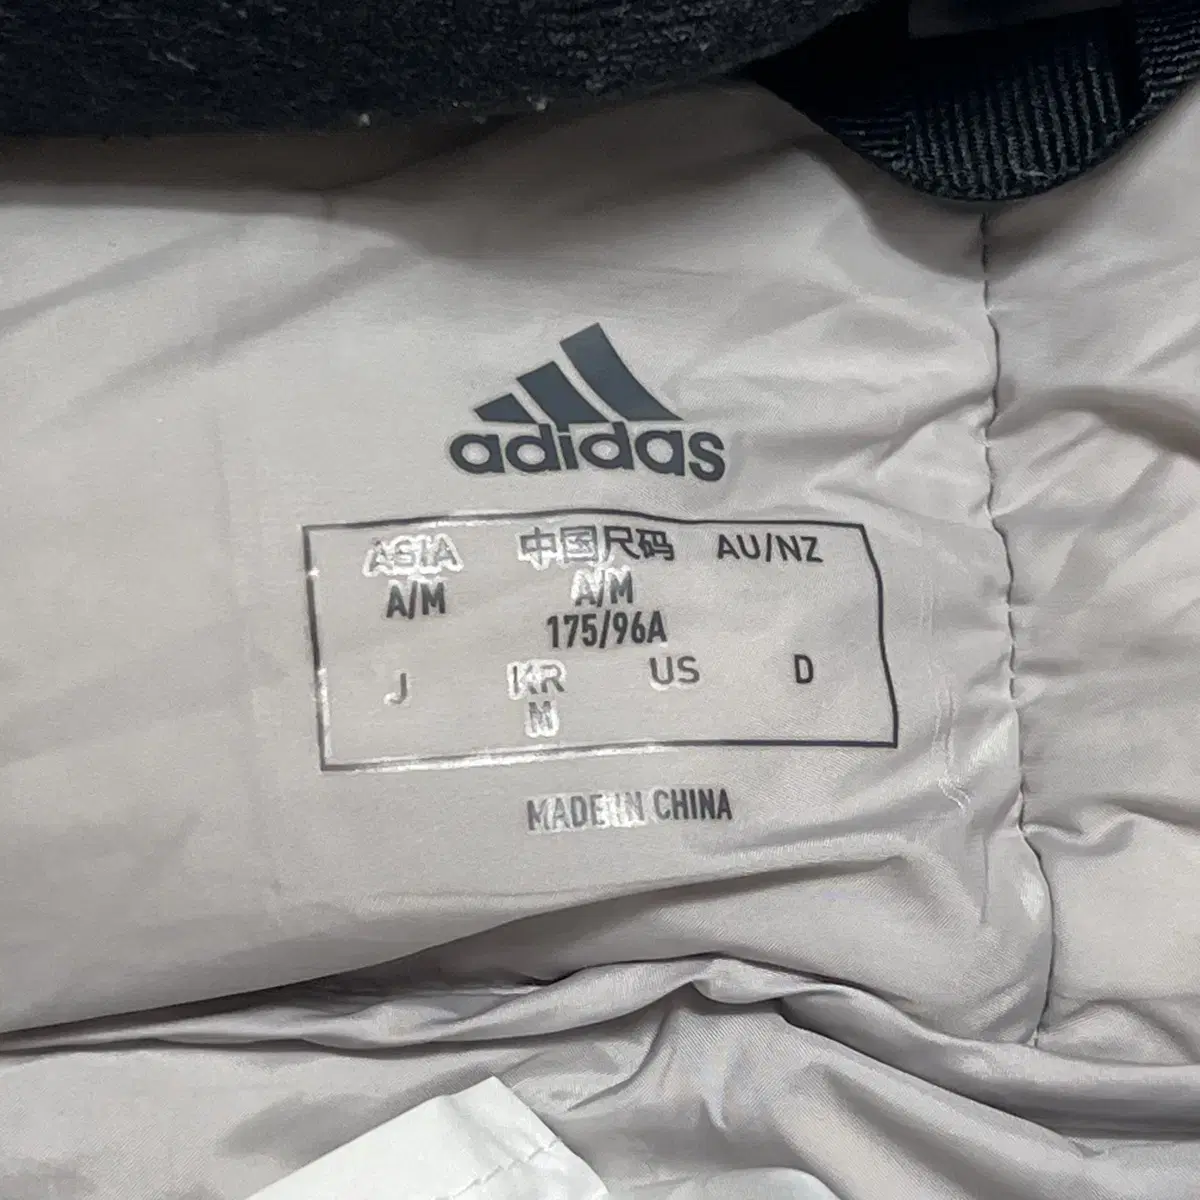 adidas
ASIA 中国尺码 AU/NZ
A/M A/M
175/96A
J KR US D
M
MADE IN CHINA